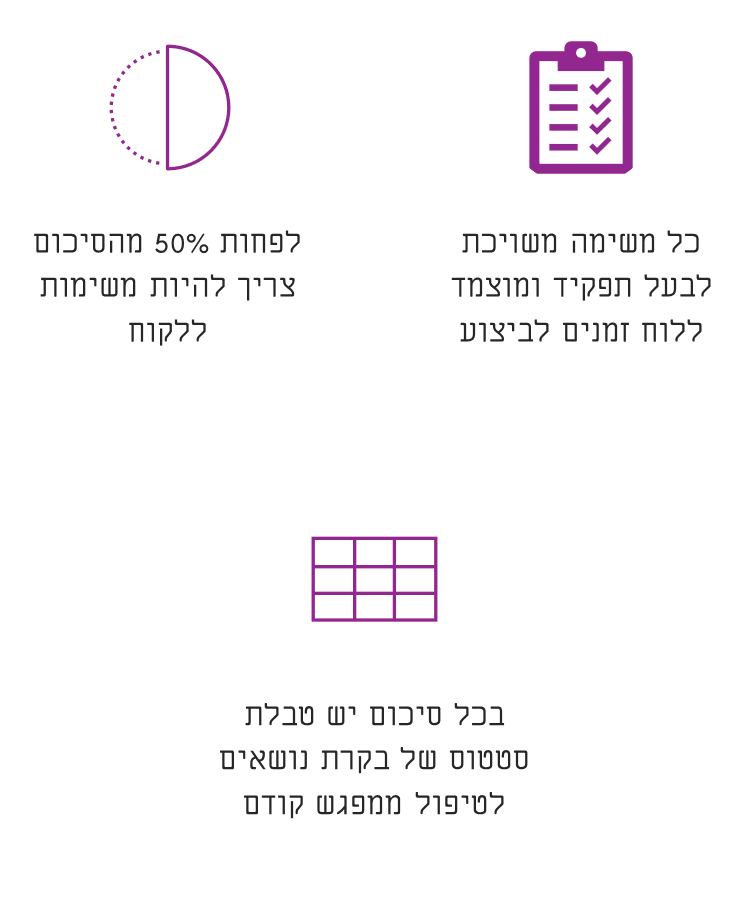 כל משימה משויכת
לבעל תפקיד ומוצמד
ללוח זמנים לביצוע
לפחות 50% מהסיכום
צריך להיות משימות
ללקוח
בכל סיכום יש טבלת
סטטוס של בקרת נושאים
לטיפול ממפגש קודם